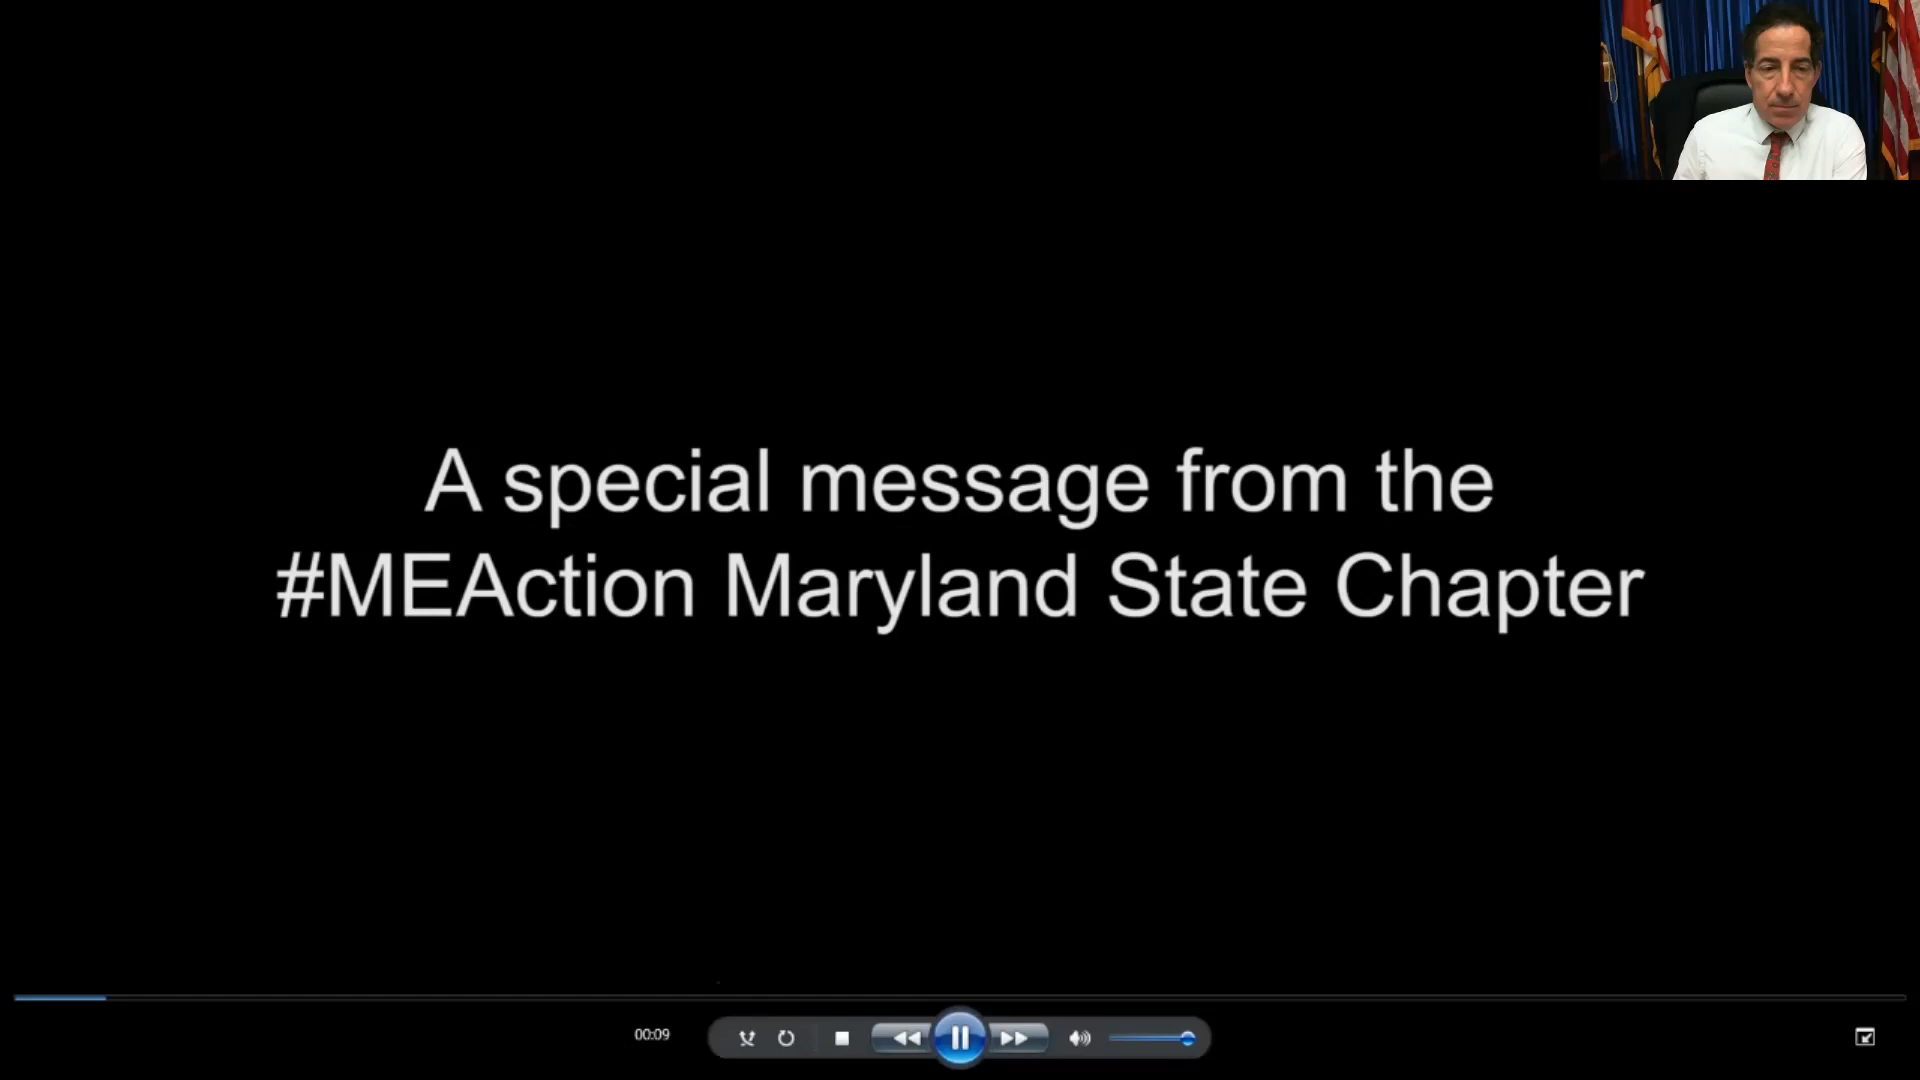 A special message from the
#MEAction Maryland State Chapter
00:09